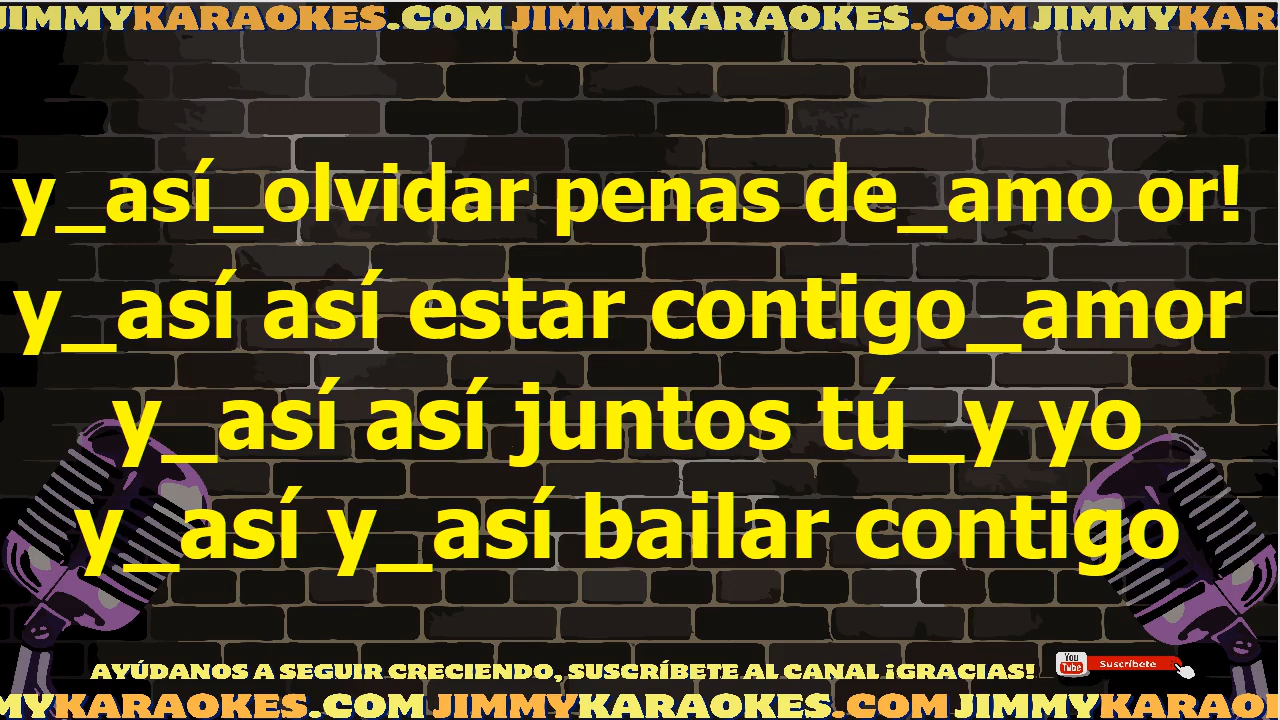 JIMMYKARAOKES.COM JIMMYKARAOKES.COM JIMMYKAR
y_así_olvidar penas de_amo or!
y_así así estar contigo_amor
y_así así juntos tú_y yo
y_así y_así bailar contigo
AYÚDANOS A SEGUIR CRECIENDO, SUSCRÍBETE AL CANAL ¡GRACIAS!
You Tube Suscríbete
MYKARAOKES.COM JIMMYKARAOKES.COM JIMMYKARAO